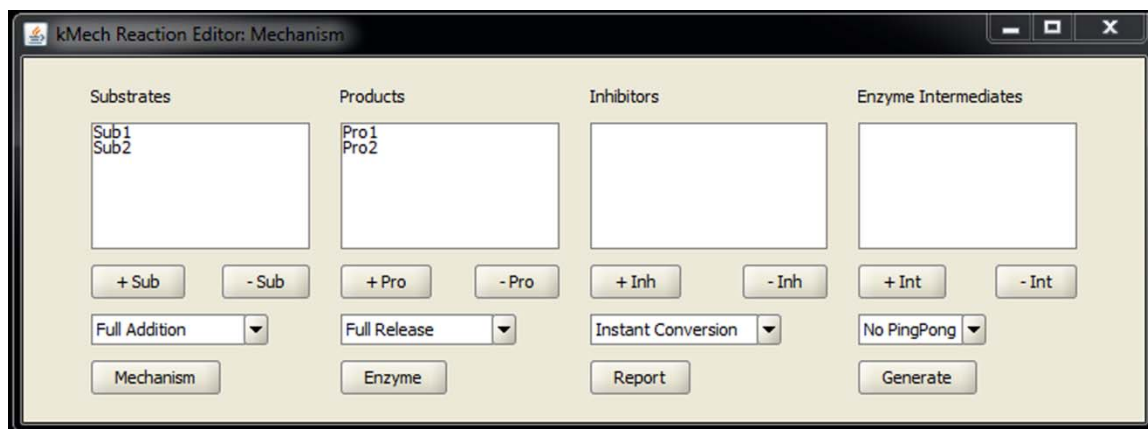 kMech Reaction Editor: Mechanism
Substrates Products Inhibitors Enzyme Intermediates
Sub1 Pro1
Sub2 Pro2
+ Sub - Sub + Pro - Pro + Inh - Inh + Int - Int
Full Addition Full Release Instant Conversion No PingPong
Mechanism Enzyme Report Generate